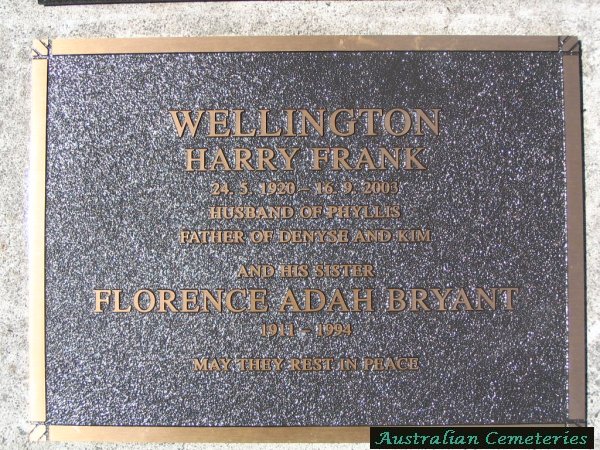 WELLINGTON
HARRY FRANK
24. 5. 1920 – 16. 9. 2003
HUSBAND OF PHYLLIS
FATHER OF DENYSE AND KIM
AND HIS SISTER
FLORENCE ADAH BRYANT
1911 – 1994
MAY THEY REST IN PEACE
Australian Cemeteries